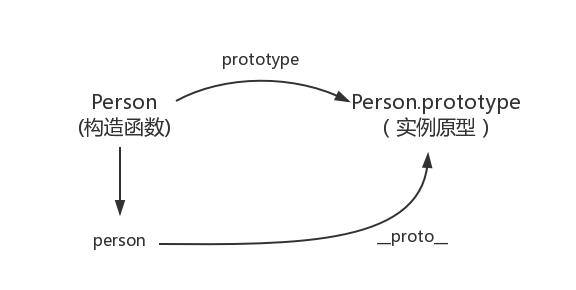 prototype
Person
(构造函数)
Person.prototype
（实例原型）
person
__proto__